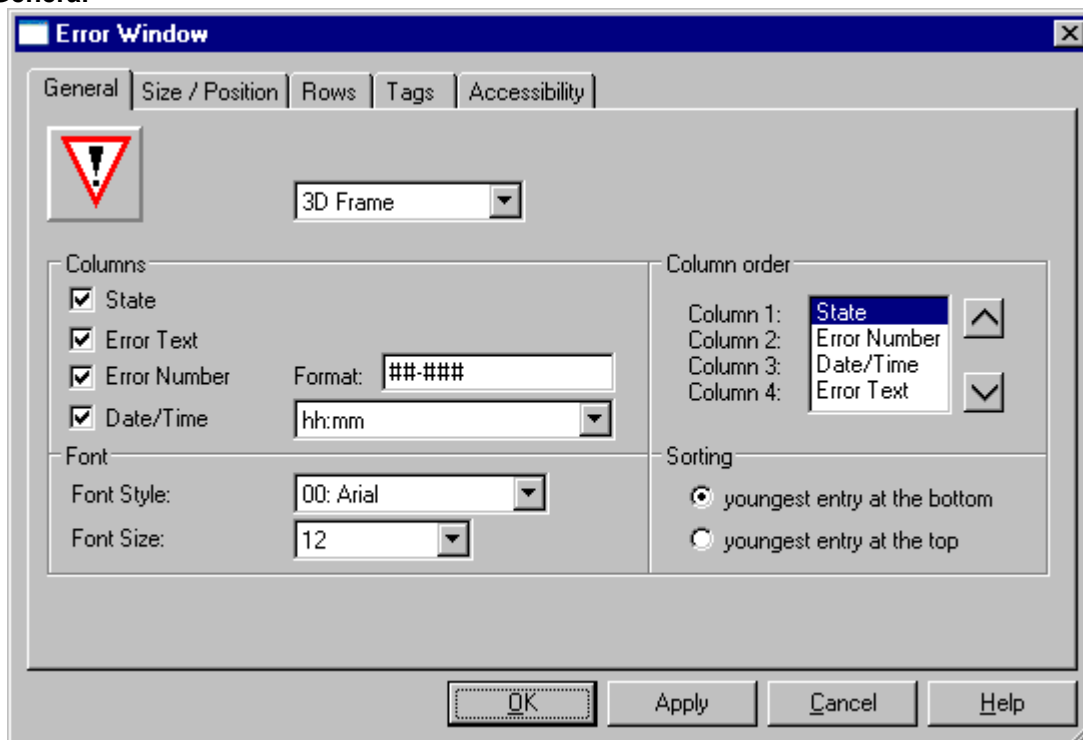 General
Error Window
General Size / Position Rows Tags Accessibility
3D Frame
Columns
State
Error Text
Error Number Format: ##-###
Date/Time hh:mm
Column order
Column 1: State
Column 2: Error Number
Column 3: Date/Time
Column 4: Error Text
Font
Font Style: 00: Arial
Font Size: 12
Sorting
youngest entry at the bottom
youngest entry at the top
OK Apply Cancel Help